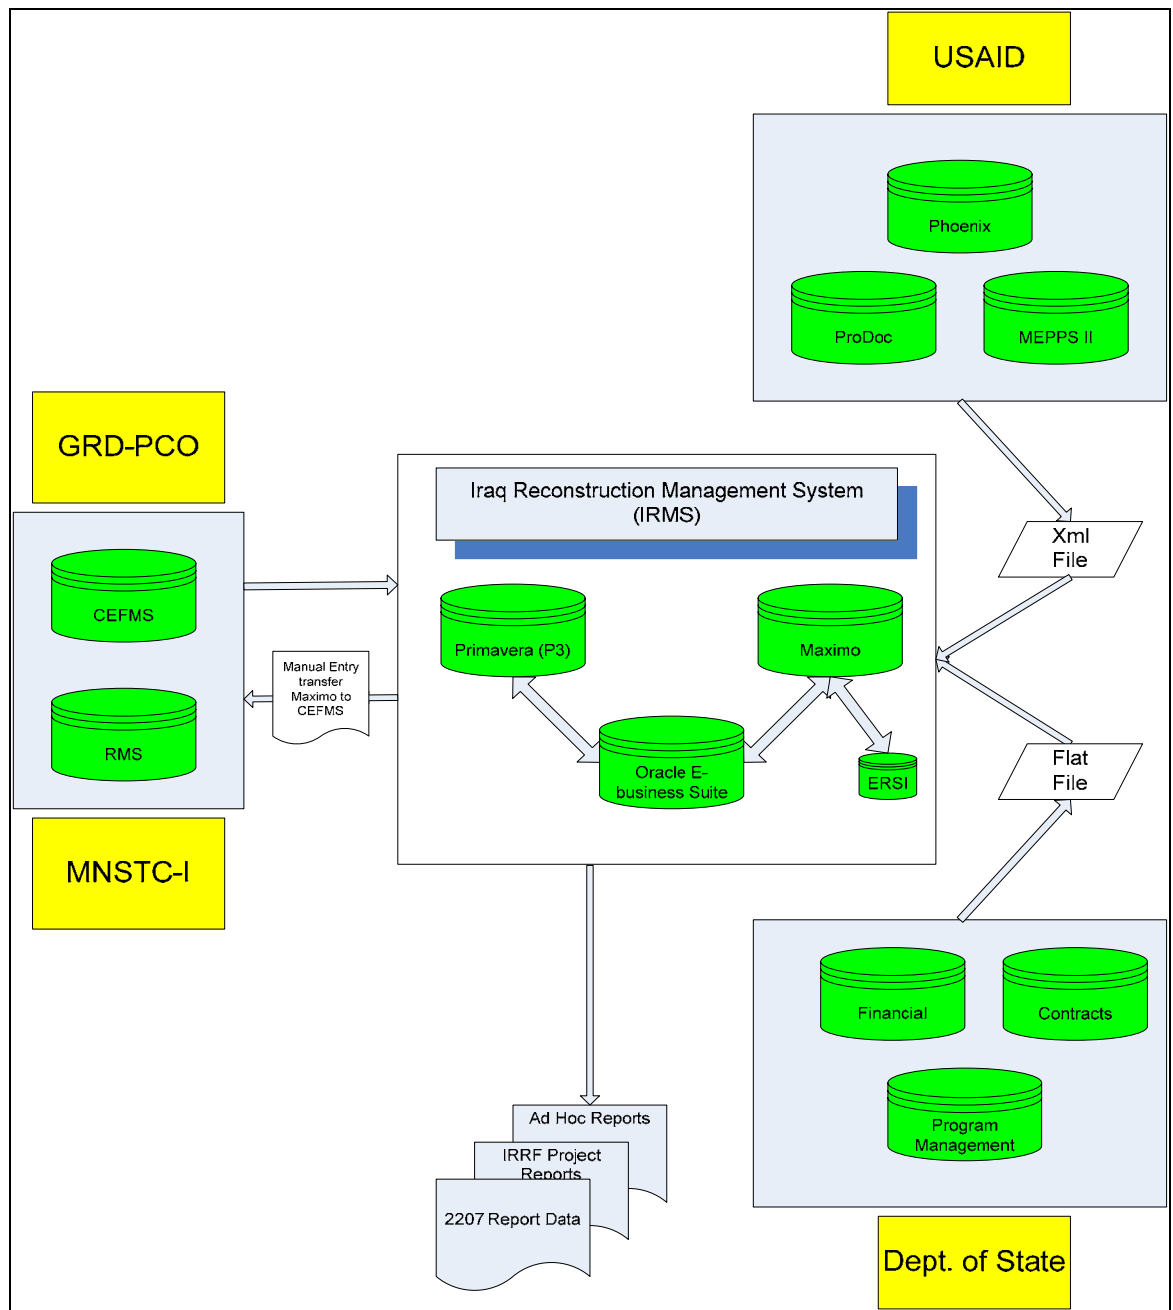 USAID
Phoenix
ProDoc
MEPPS II
GRD-PCO
CEFMS
RMS
MNSTC-I
Manual Entry
transfer
Maximo to
CEFMS
Iraq Reconstruction Management System
(IRMS)
Primavera (P3)
Maximo
Oracle E-
business Suite
ERSI
Xml
File
Flat
File
Financial
Contracts
Program
Management
Dept. of State
Ad Hoc Reports
IRRF Project
Reports
2207 Report Data